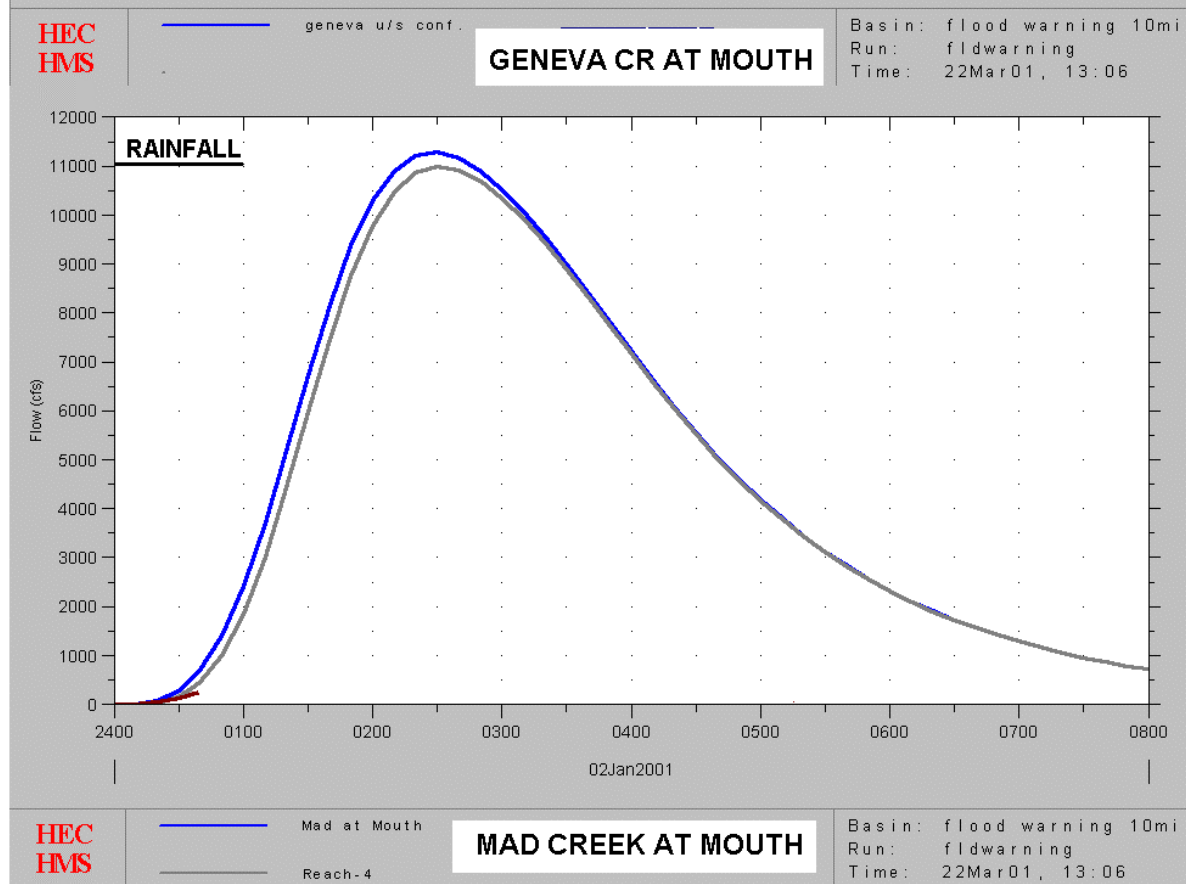 HEC
HMS
geneva u/s conf.
GENEVA CR AT MOUTH
Basin: flood warning 10mi
Run: fldwarning
Time: 22Mar01, 13:06
RAINFALL
Flow (cfs)
12000
11000
10000
9000
8000
7000
6000
5000
4000
3000
2000
1000
0
2400 0100 0200 0300 0400 0500 0600 0700 0800
02Jan2001
HEC
HMS
Mad at Mouth
Reach-4
MAD CREEK AT MOUTH
Basin: flood warning 10mi
Run: fldwarning
Time: 22Mar01, 13:06